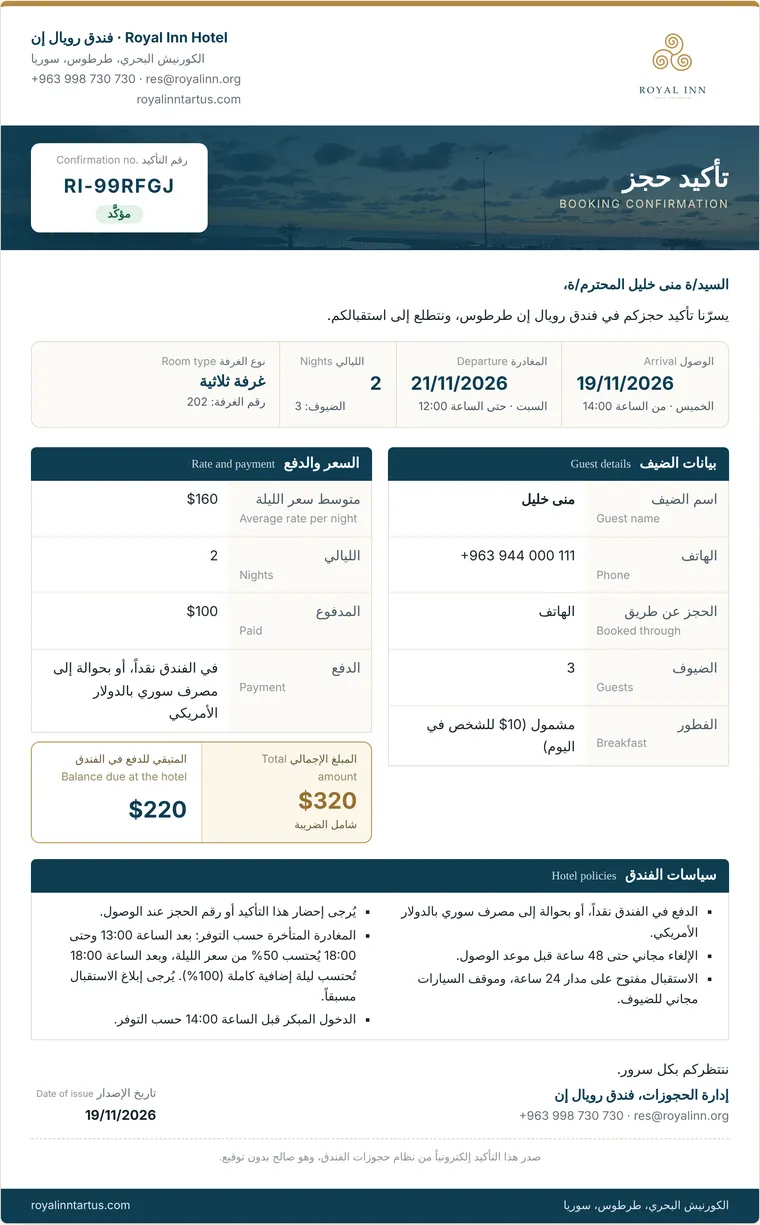 ROYAL INN
فندق رويال إن · Royal Inn Hotel
الكورنيش البحري، طرطوس، سوريا
+963 998 730 730 · res@royalinn.org
royalinntartus.com
تأكيد حجز
BOOKING CONFIRMATION
رقم التأكيد Confirmation no.
RI-99RFGJ
مؤكَّد
السيد/ة منى خليل المحترم/ة،
يسرّنا تأكيد حجزكم في فندق رويال إن طرطوس، ونتطلع إلى استقبالكم.
الوصول Arrival
19/11/2026
الخميس · من الساعة 14:00
المغادرة Departure
21/11/2026
السبت · حتى الساعة 12:00
الليالي Nights
2
الضيوف: 3
نوع الغرفة Room type
غرفة ثلاثية
رقم الغرفة: 202
بيانات الضيف Guest details
اسم الضيف
Guest name
منى خليل
الهاتف
Phone
+963 944 000 111
الحجز عن طريق
Booked through
الهاتف
الضيوف
Guests
3
الفطور
Breakfast
مشمول (10$ للشخص في
اليوم)
السعر والدفع Rate and payment
متوسط سعر الليلة
Average rate per night
$160
الليالي
Nights
2
المدفوع
Paid
$100
الدفع
Payment
في الفندق نقداً، أو بحوالة إلى
مصرف سوري بالدولار
الأمريكي
المبلغ الإجمالي Total
amount
$320
شامل الضريبة
المتبقي للدفع في الفندق
Balance due at the hotel
$220
سياسات الفندق Hotel policies
▪ الدفع في الفندق نقداً، أو بحوالة إلى مصرف سوري بالدولار
الأمريكي.
▪ الإلغاء مجاني حتى 48 ساعة قبل موعد الوصول.
▪ الاستقبال مفتوح على مدار 24 ساعة، وموقف السيارات
مجاني للضيوف.
▪ يُرجى إحضار هذا التأكيد أو رقم الحجز عند الوصول.
▪ المغادرة المتأخرة حسب التوفر: بعد الساعة 13:00 وحتى
18:00 يُحتسب 50% من سعر الليلة، وبعد الساعة 18:00
تُحتسب ليلة إضافية كاملة (100%). يُرجى إبلاغ الاستقبال
مسبقاً.
▪ الدخول المبكر قبل الساعة 14:00 حسب التوفر.
ننتظركم بكل سرور.
إدارة الحجوزات، فندق رويال إن
+963 998 730 730 · res@royalinn.org
تاريخ الإصدار Date of issue
19/11/2026
صدر هذا التأكيد إلكترونياً من نظام حجوزات الفندق، وهو صالح بدون توقيع.
الكورنيش البحري، طرطوس، سوريا
royalinntartus.com